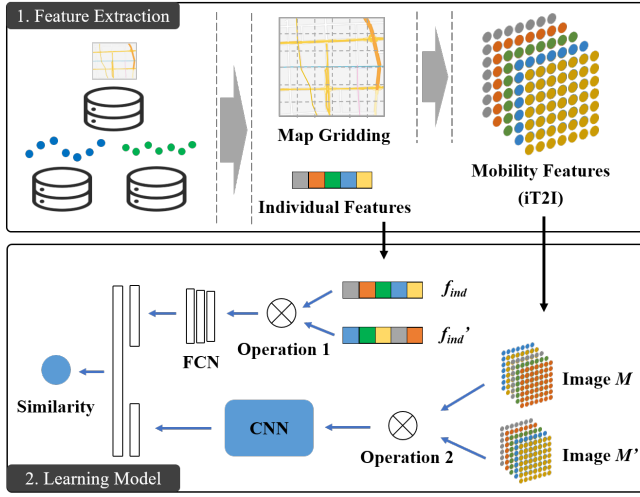 1. Feature Extraction
Map Gridding
Individual Features
Mobility Features
(iT2I)
f_ind
f_ind'
FCN
Operation 1
Similarity
CNN
Operation 2
Image M
Image M'
2. Learning Model